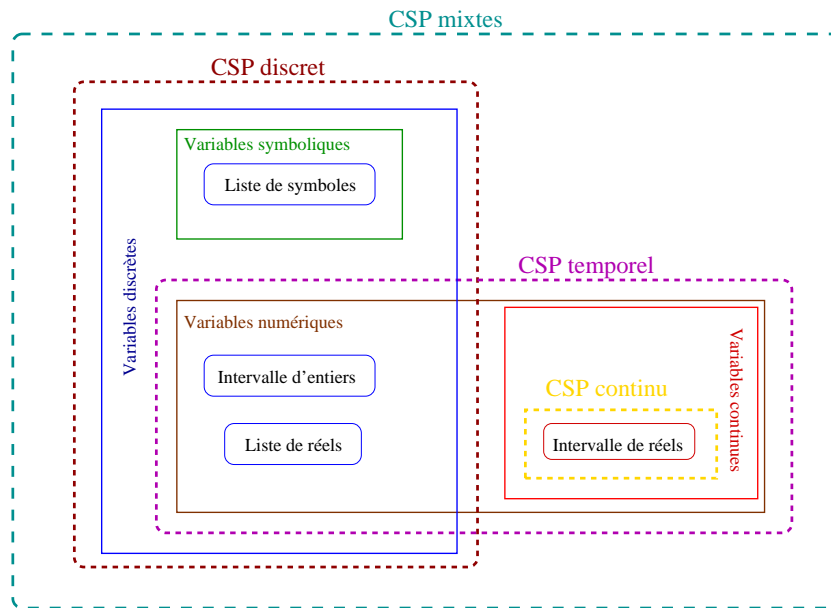 CSP mixtes
CSP discret
Variables symboliques
Liste de symboles
Variables discrètes
CSP temporel
Variables numériques
Intervalle d’entiers
Liste de réels
Variables continues
CSP continu
Intervalle de réels